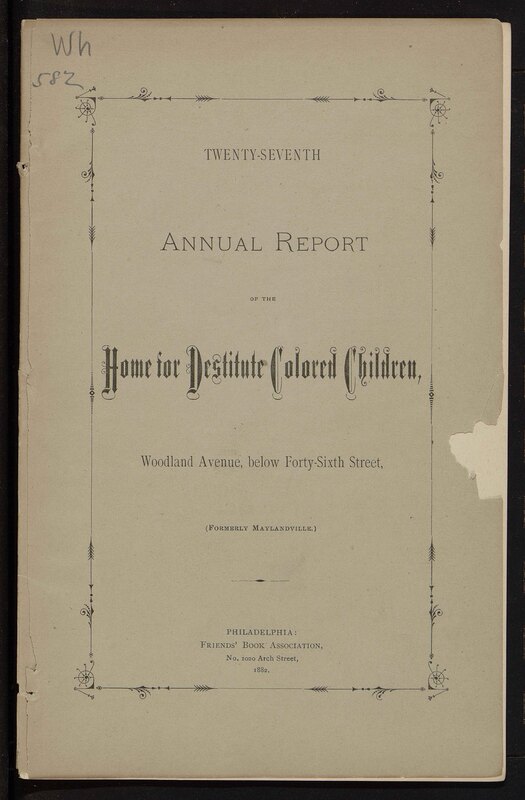 Wh
582
TWENTY-SEVENTH
ANNUAL REPORT
OF THE
Home for Destitute Colored Children,
Woodland Avenue, below Forty-Sixth Street,
(FORMERLY MAYLANDVILLE.)
PHILADELPHIA:
FRIENDS' BOOK ASSOCIATION,
No. 1020 Arch Street,
1882.